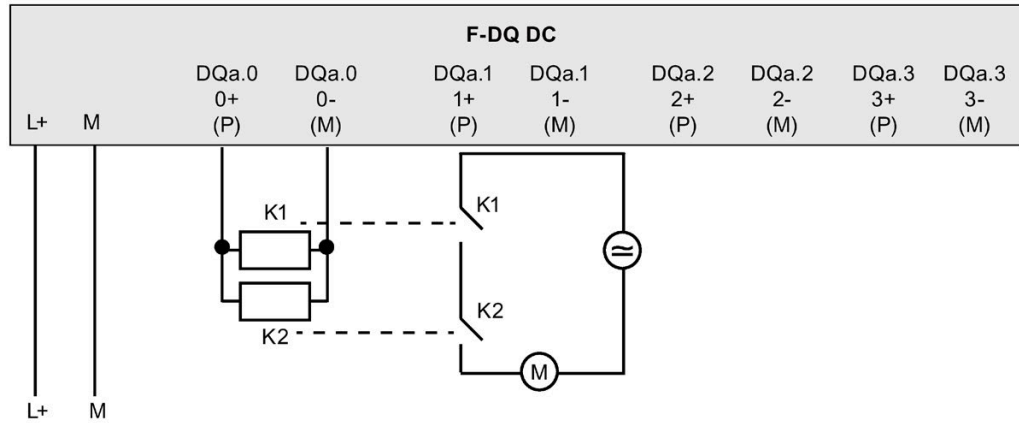 F-DQ DC
DQa.0 DQa.0 DQa.1 DQa.1 DQa.2 DQa.2 DQa.3 DQa.3
0+ 0- 1+ 1- 2+ 2- 3+ 3-
L+ M (P) (M) (P) (M) (P) (M) (P) (M)
K1 K1
K2
K2
M
L+ M